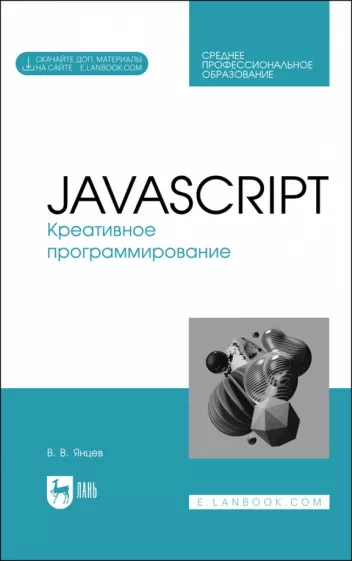 СКАЧАЙТЕ ДОП. МАТЕРИАЛЫ
НА САЙТЕ E.LANBOOK.COM
СРЕДНЕЕ
ПРОФЕССИОНАЛЬНОЕ
ОБРАЗОВАНИЕ
JAVASCRIPT
Креативное
программирование
В. В. Янцев
ЛАНЬ
E.LANBOOK.COM